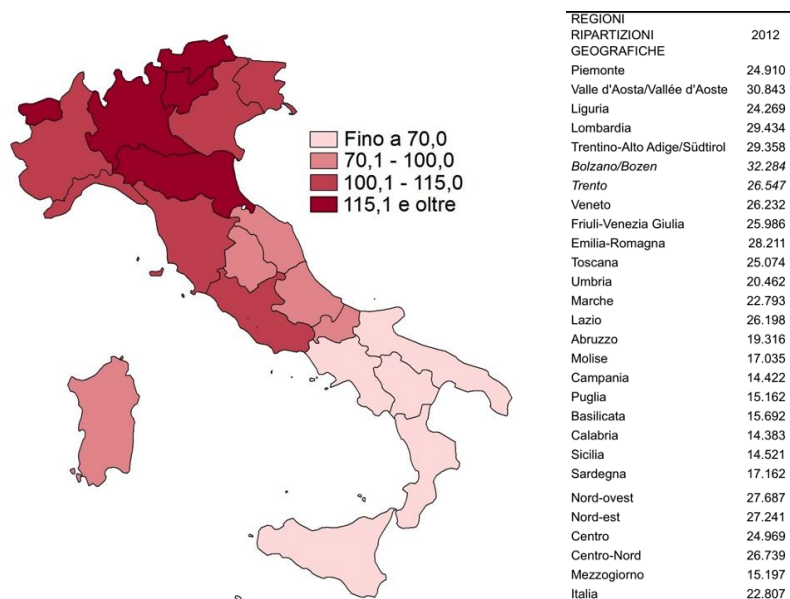 Fino a 70,0
70,1 - 100,0
100,1 - 115,0
115,1 e oltre
REGIONI
RIPARTIZIONI 2012
GEOGRAFICHE
Piemonte 24.910
Valle d'Aosta/Vallée d'Aoste 30.843
Liguria 24.269
Lombardia 29.434
Trentino-Alto Adige/Südtirol 29.358
Bolzano/Bozen 32.284
Trento 26.547
Veneto 26.232
Friuli-Venezia Giulia 25.986
Emilia-Romagna 28.211
Toscana 25.074
Umbria 20.462
Marche 22.793
Lazio 26.198
Abruzzo 19.316
Molise 17.035
Campania 14.422
Puglia 15.162
Basilicata 15.692
Calabria 14.383
Sicilia 14.521
Sardegna 17.162
Nord-ovest 27.687
Nord-est 27.241
Centro 24.969
Centro-Nord 26.739
Mezzogiorno 15.197
Italia 22.807